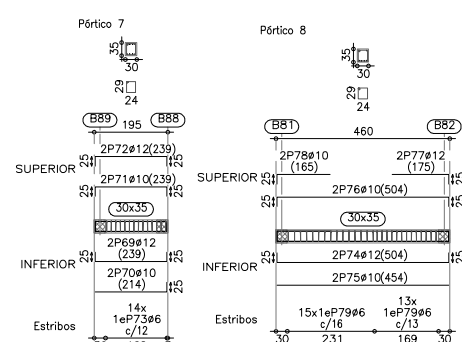 Pórtico 7
35
30
29
24
B89
B88
195
2P72ø12(239)
25
25
SUPERIOR
2P71ø10(239)
25
25
30x35
2P69ø12
(239)
25
25
INFERIOR
2P70ø10
(214)
25
Estribos
14x
1eP73ø6
c/12
Pórtico 8
35
30
29
24
B81
B82
460
2P78ø10
(165)
2P77ø12
(175)
25
25
SUPERIOR
2P76ø10(504)
25
25
30x35
2P74ø12(504)
25
25
INFERIOR
2P75ø10(454)
Estribos
15x1eP79ø6
c/16
13x
1eP79ø6
c/13
30
231
169
30